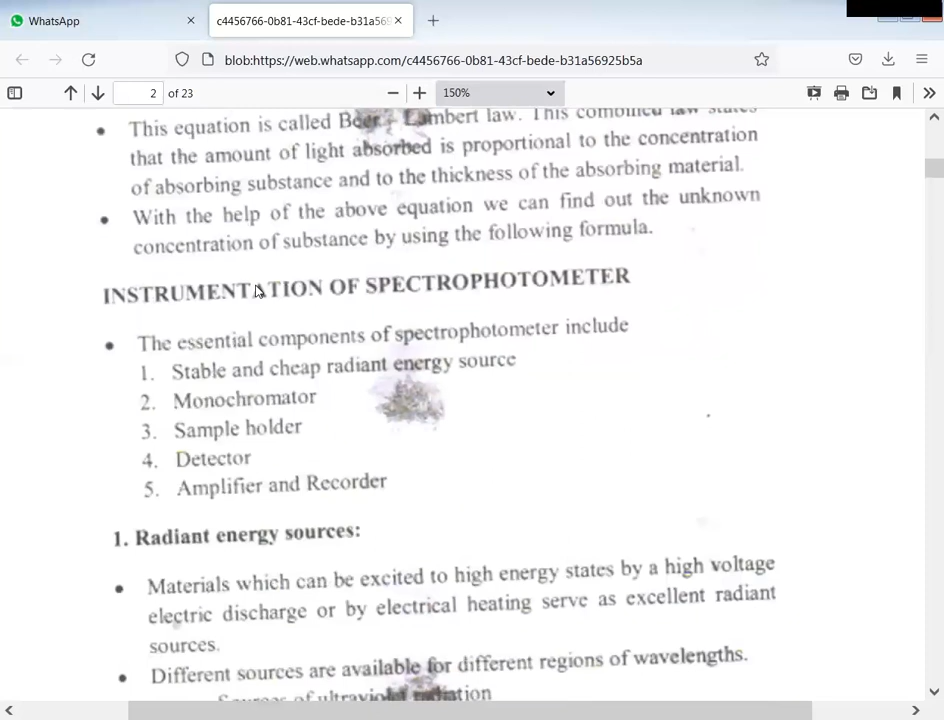 WhatsApp
c4456766-0b81-43cf-bede-b31a569
blob:https://web.whatsapp.com/c4456766-0b81-43cf-bede-b31a56925b5a
2 of 23
150%
• This equation is called Beer – Lambert law. This combined law states
that the amount of light absorbed is proportional to the concentration
of absorbing substance and to the thickness of the absorbing material.
• With the help of the above equation we can find out the unknown
concentration of substance by using the following formula.
INSTRUMENTATION OF SPECTROPHOTOMETER
• The essential components of spectrophotometer include
1. Stable and cheap radiant energy source
2. Monochromator
3. Sample holder
4. Detector
5. Amplifier and Recorder
1. Radiant energy sources:
• Materials which can be excited to high energy states by a high voltage
electric discharge or by electrical heating serve as excellent radiant
sources.
• Different sources are available for different regions of wavelengths.
Sources of ultraviolet radiation